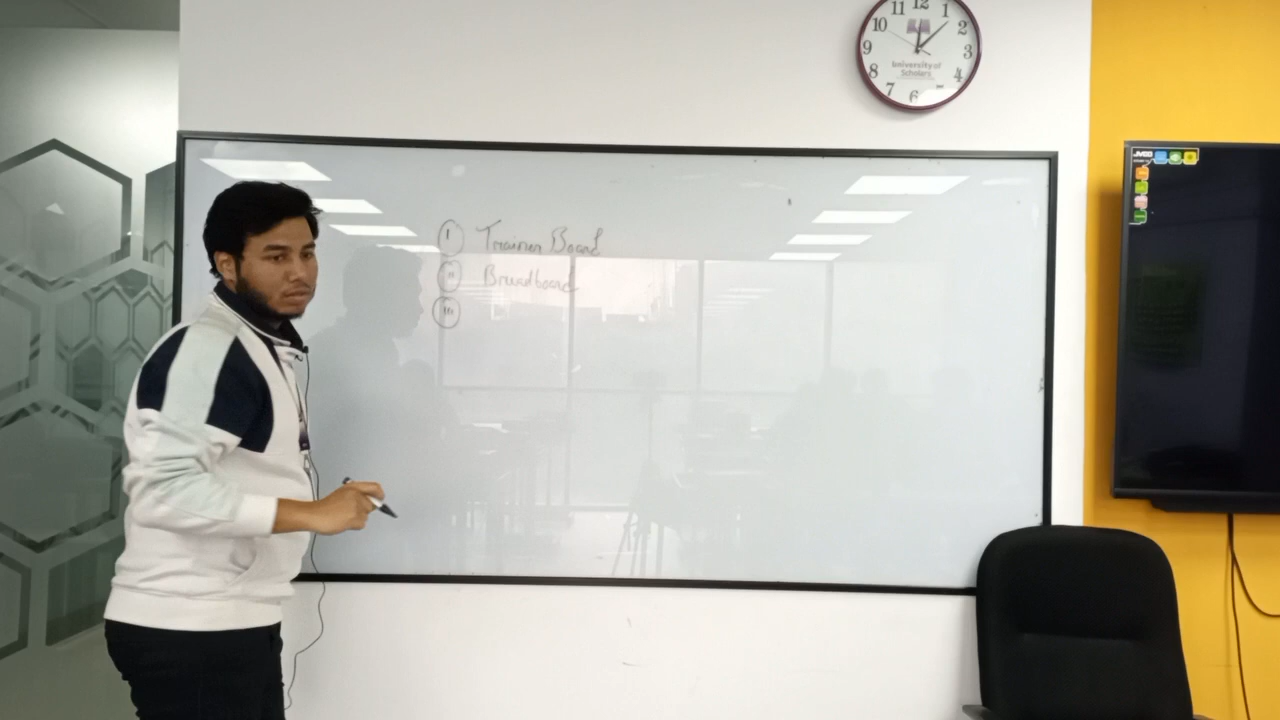 11 12 1
10 2
9 3
8 4
7 6
University of
Scholars
JVCO
I Trainer Board
II Breadboard
III